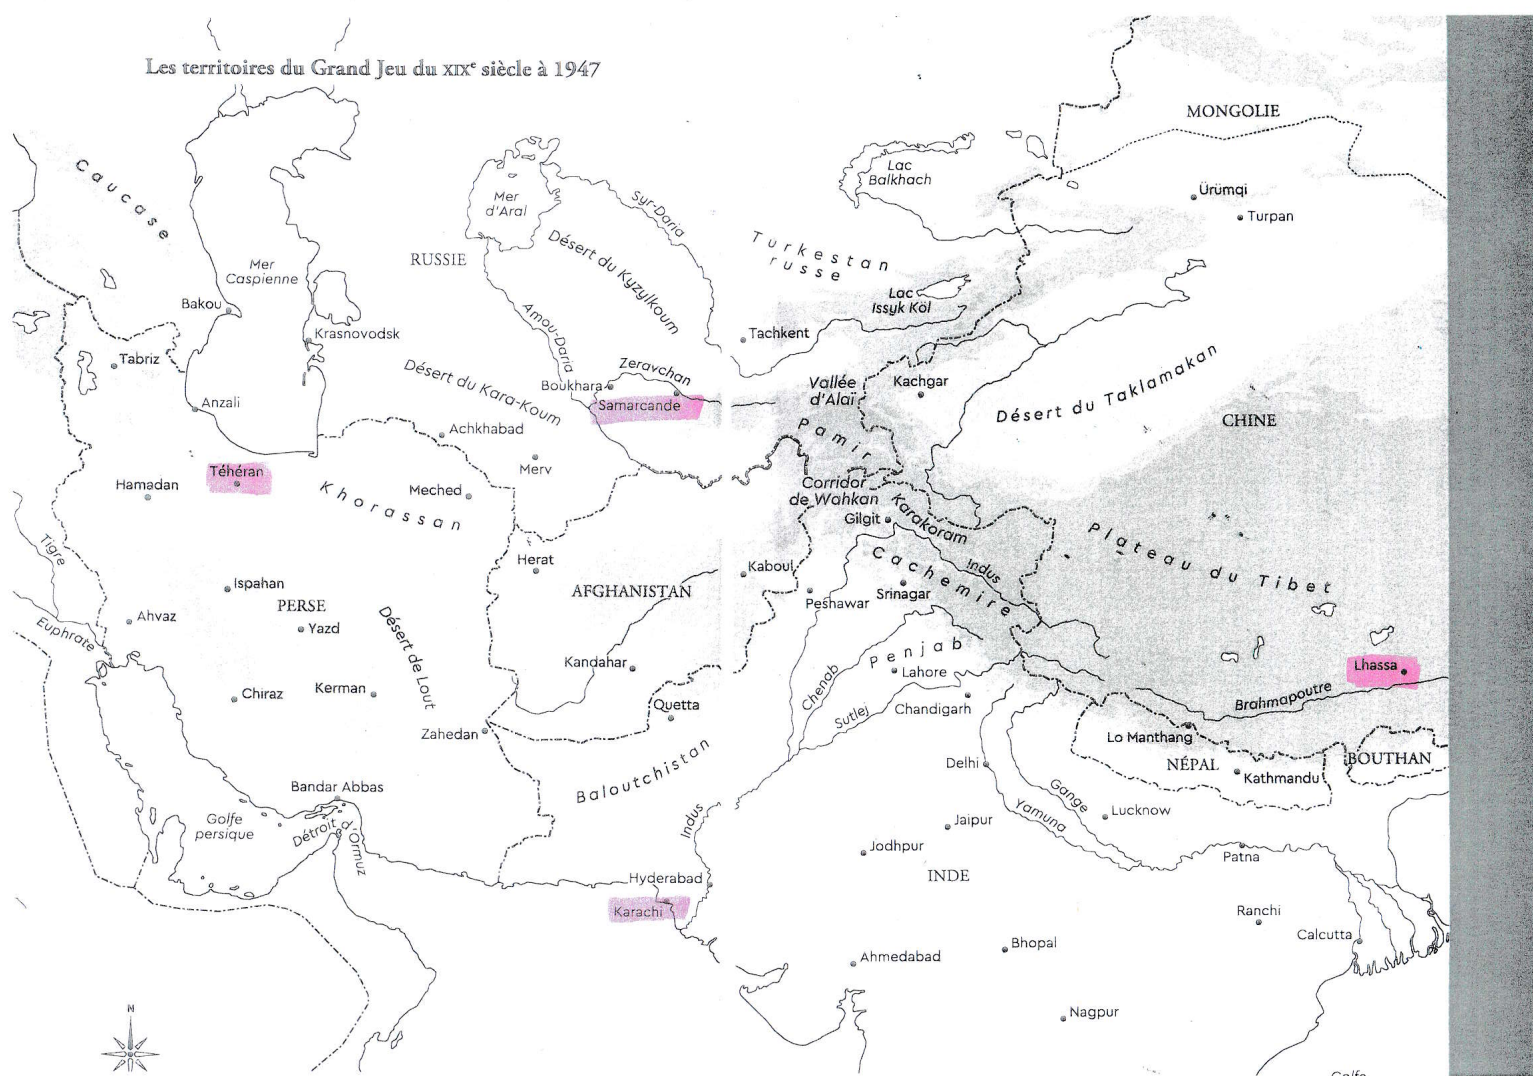 Les territoires du Grand Jeu du XIXe siècle à 1947
MONGOLIE
Caucase
Lac
Balkhach
Mer
d'Aral
Syr-Daria
Ürümqi
Turpan
RUSSIE
Désert du Kyzylkoum
Turkestan
russe
Mer
Caspienne
Lac
Issyk Köl
Bakou
Krasnovodsk
Amou-Daria
Tachkent
Tabriz
Désert du Kara-Koum
Boukhara
Zeravchan
Samarcande
Vallée
d'Alaï
Kachgar
Désert du Taklamakan
CHINE
Anzali
Achkhabad
Merv
Pamir
Téhéran
Hamadan
Khorassan
Meched
Corridor
de Wahkan
Gilgit
Karakoram
Plateau du Tibet
Tigre
Herat
Kaboul
Cachemire
Indus
Ispahan
AFGHANISTAN
Peshawar
Srinagar
PERSE
Yazd
Ahvaz
Euphrate
Désert de Lout
Kandahar
Penjab
Lahore
Lhassa
Chenab
Chiraz
Kerman
Quetta
Sutlej
Chandigarh
Brahmapoutre
Zahedan
Lo Manthang
NÉPAL
Kathmandu
BOUTHAN
Baloutchistan
Delhi
Bandar Abbas
Golfe
persique
Détroit d'Ormuz
Indus
Gange
Yamuna
Lucknow
Jaipur
Jodhpur
Patna
INDE
Hyderabad
Karachi
Ranchi
Calcutta
Bhopal
Ahmedabad
Nagpur
N
Golfe